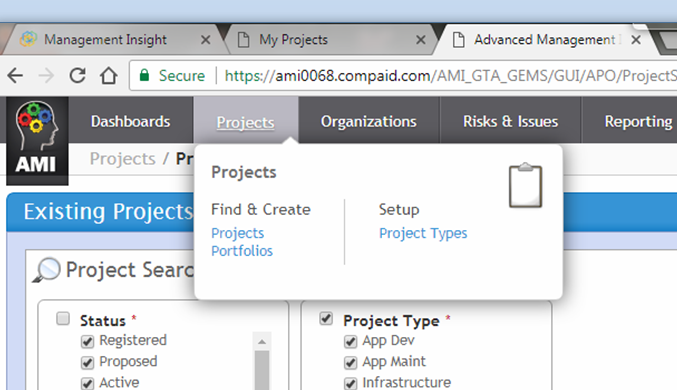 Management Insight My Projects Advanced Management
Secure https://ami0068.compaid.com/AMI_GTA_GEMS/GUI/APO/ProjectS
AMI
Dashboards Projects Organizations Risks & Issues Reporting
Projects / Pr
Projects
Find & Create Setup
Projects Project Types
Portfolios
Existing Projects
Project Searc
Status * Project Type *
Registered App Dev
Proposed App Maint
Active Infrastructure